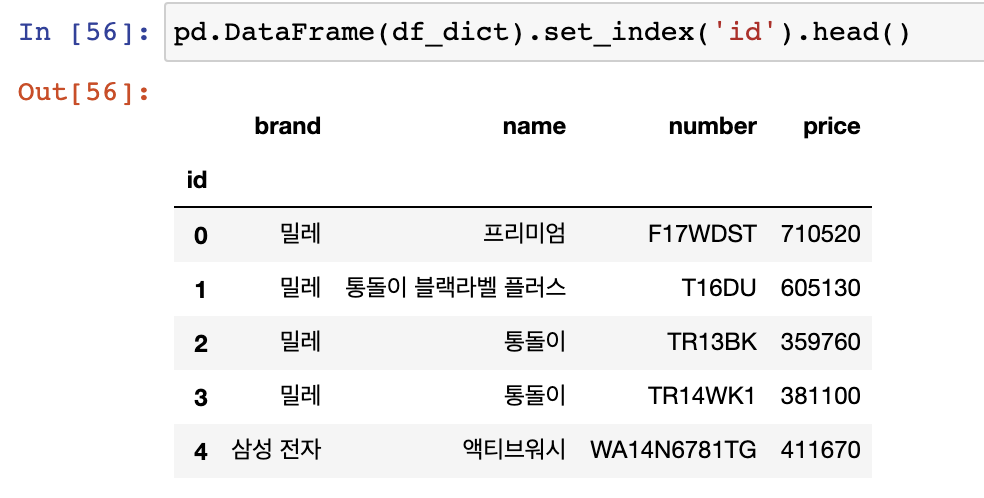 In [56]: pd.DataFrame(df_dict).set_index('id').head()
Out[56]:
brand name number price
id
0 밀레 프리미엄 F17WDST 710520
1 밀레 통돌이 블랙라벨 플러스 T16DU 605130
2 밀레 통돌이 TR13BK 359760
3 밀레 통돌이 TR14WK1 381100
4 삼성 전자 액티브워시 WA14N6781TG 411670